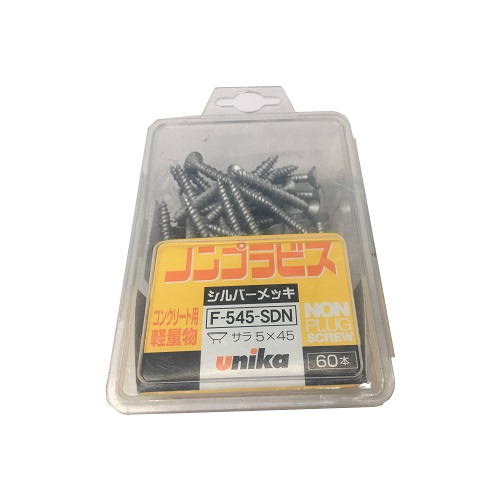 ノンプラビス
シルバーメッキ
コンクリート用
軽量物
F-545-SDN
サラ5×45
unika
NON
PLUG
SCREW
60本